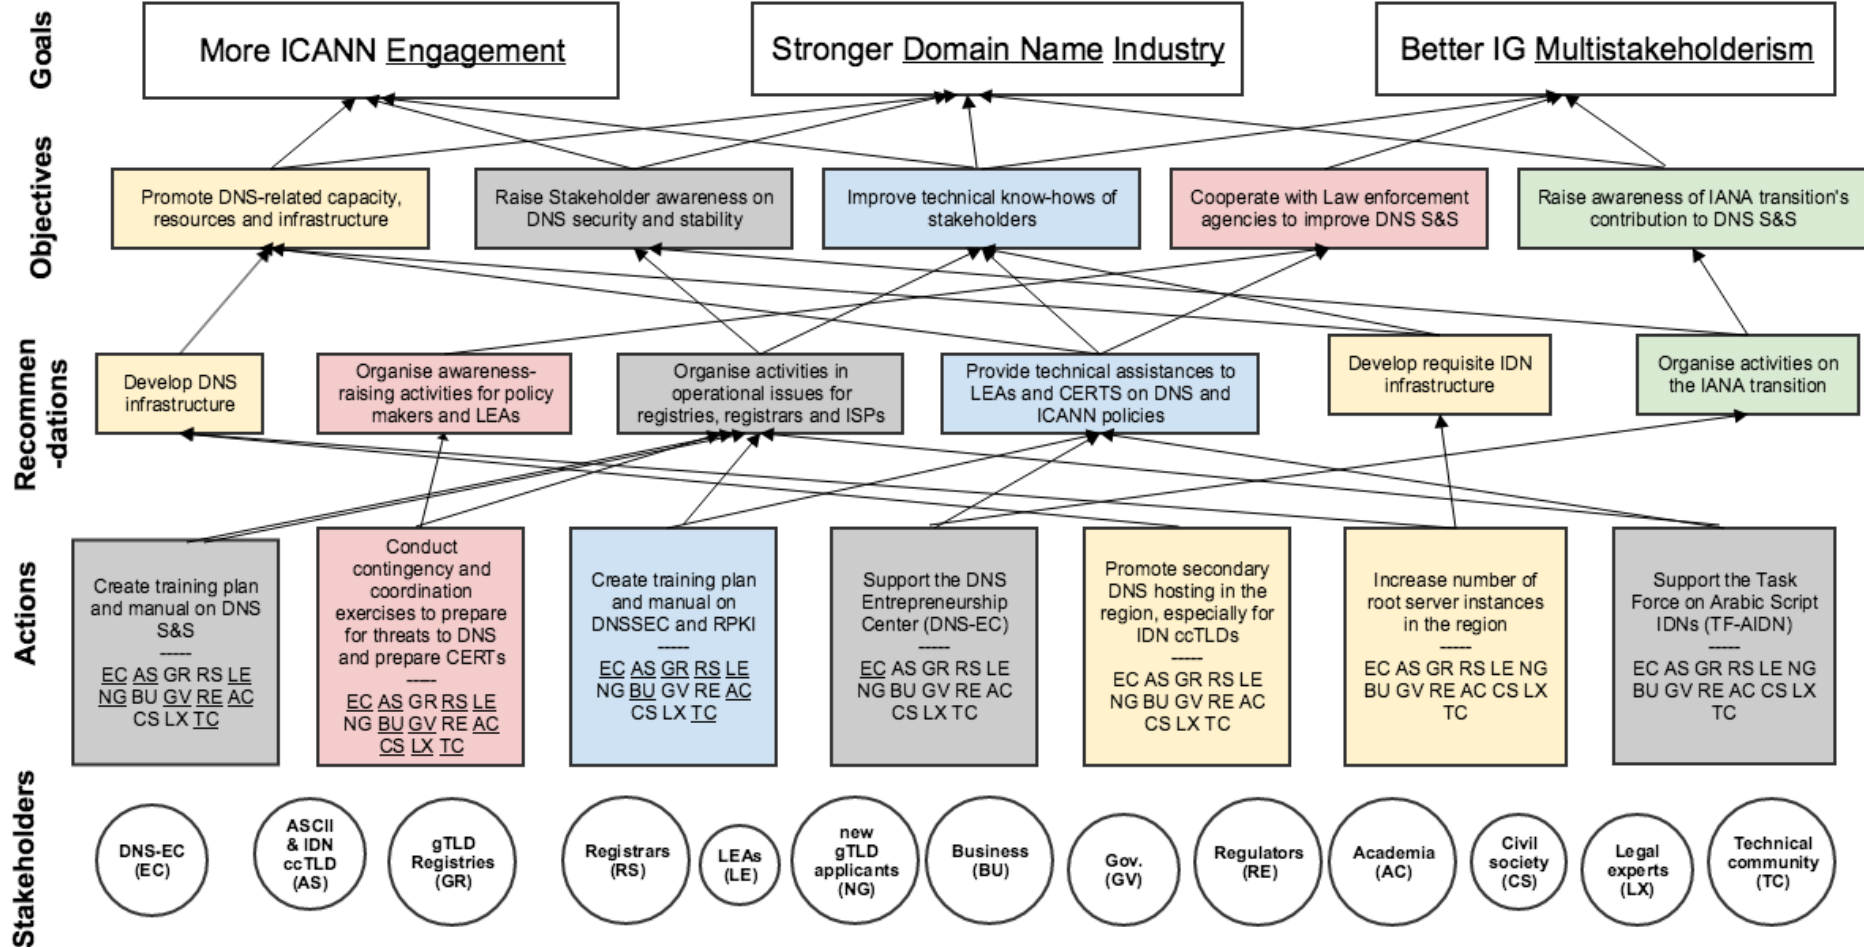 Goals
More ICANN Engagement
Stronger Domain Name Industry
Better IG Multistakeholderism
Objectives
Promote DNS-related capacity,
resources and infrastructure
Raise Stakeholder awareness on
DNS security and stability
Improve technical know-hows of
stakeholders
Cooperate with Law enforcement
agencies to improve DNS S&S
Raise awareness of IANA transition's
contribution to DNS S&S
Recommen
-dations
Develop DNS
infrastructure
Organise awareness-
raising activities for policy
makers and LEAs
Organise activities in
operational issues for
registries, registrars and ISPs
Provide technical assistances to
LEAs and CERTS on DNS and
ICANN policies
Develop requisite IDN
infrastructure
Organise activities on
the IANA transition
Actions
Create training plan
and manual on DNS
S&S
-----
EC AS GR RS LE
NG BU GV RE AC
CS LX TC
Conduct
contingency and
coordination
exercises to prepare
for threats to DNS
and prepare CERTs
-----
EC AS GR RS LE
NG BU GV RE AC
CS LX TC
Create training plan
and manual on
DNSSEC and RPKI
-----
EC AS GR RS LE
NG BU GV RE AC
CS LX TC
Support the DNS
Entrepreneurship
Center (DNS-EC)
-----
EC AS GR RS LE
NG BU GV RE AC
CS LX TC
Promote secondary
DNS hosting in the
region, especially for
IDN ccTLDs
-----
EC AS GR RS LE
NG BU GV RE AC
CS LX TC
Increase number of
root server instances
in the region
-----
EC AS GR RS LE NG
BU GV RE AC CS LX
TC
Support the Task
Force on Arabic Script
IDNs (TF-AIDN)
-----
EC AS GR RS LE NG
BU GV RE AC CS LX
TC
Stakeholders
DNS-EC
(EC)
ASCII
& IDN
ccTLD
(AS)
gTLD
Registries
(GR)
Registrars
(RS)
LEAs
(LE)
new
gTLD
applicants
(NG)
Business
(BU)
Gov.
(GV)
Regulators
(RE)
Academia
(AC)
Civil
society
(CS)
Legal
experts
(LX)
Technical
community
(TC)